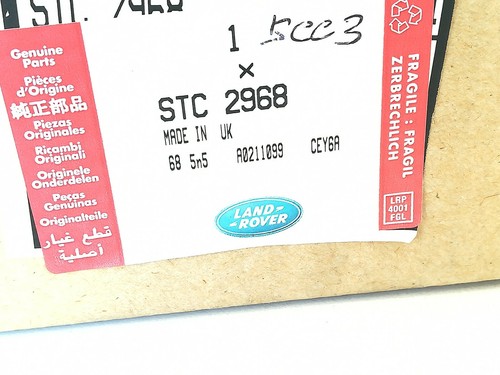 STC 2968
1
×
STC 2968
MADE IN UK
68 5n5 A0211099 CEY6A
LAND-
-ROVER
Genuine
Parts
Pièces
d'Origine
純正部品
Piezas
Originales
Ricambi
Originali
Originele
Onderdelen
Peças
Genuinas
Originalteile
قطع غيار
أصلية
FRAGILE : FRAGIL
ZERBRECHLICH
LRP
4001
FGL